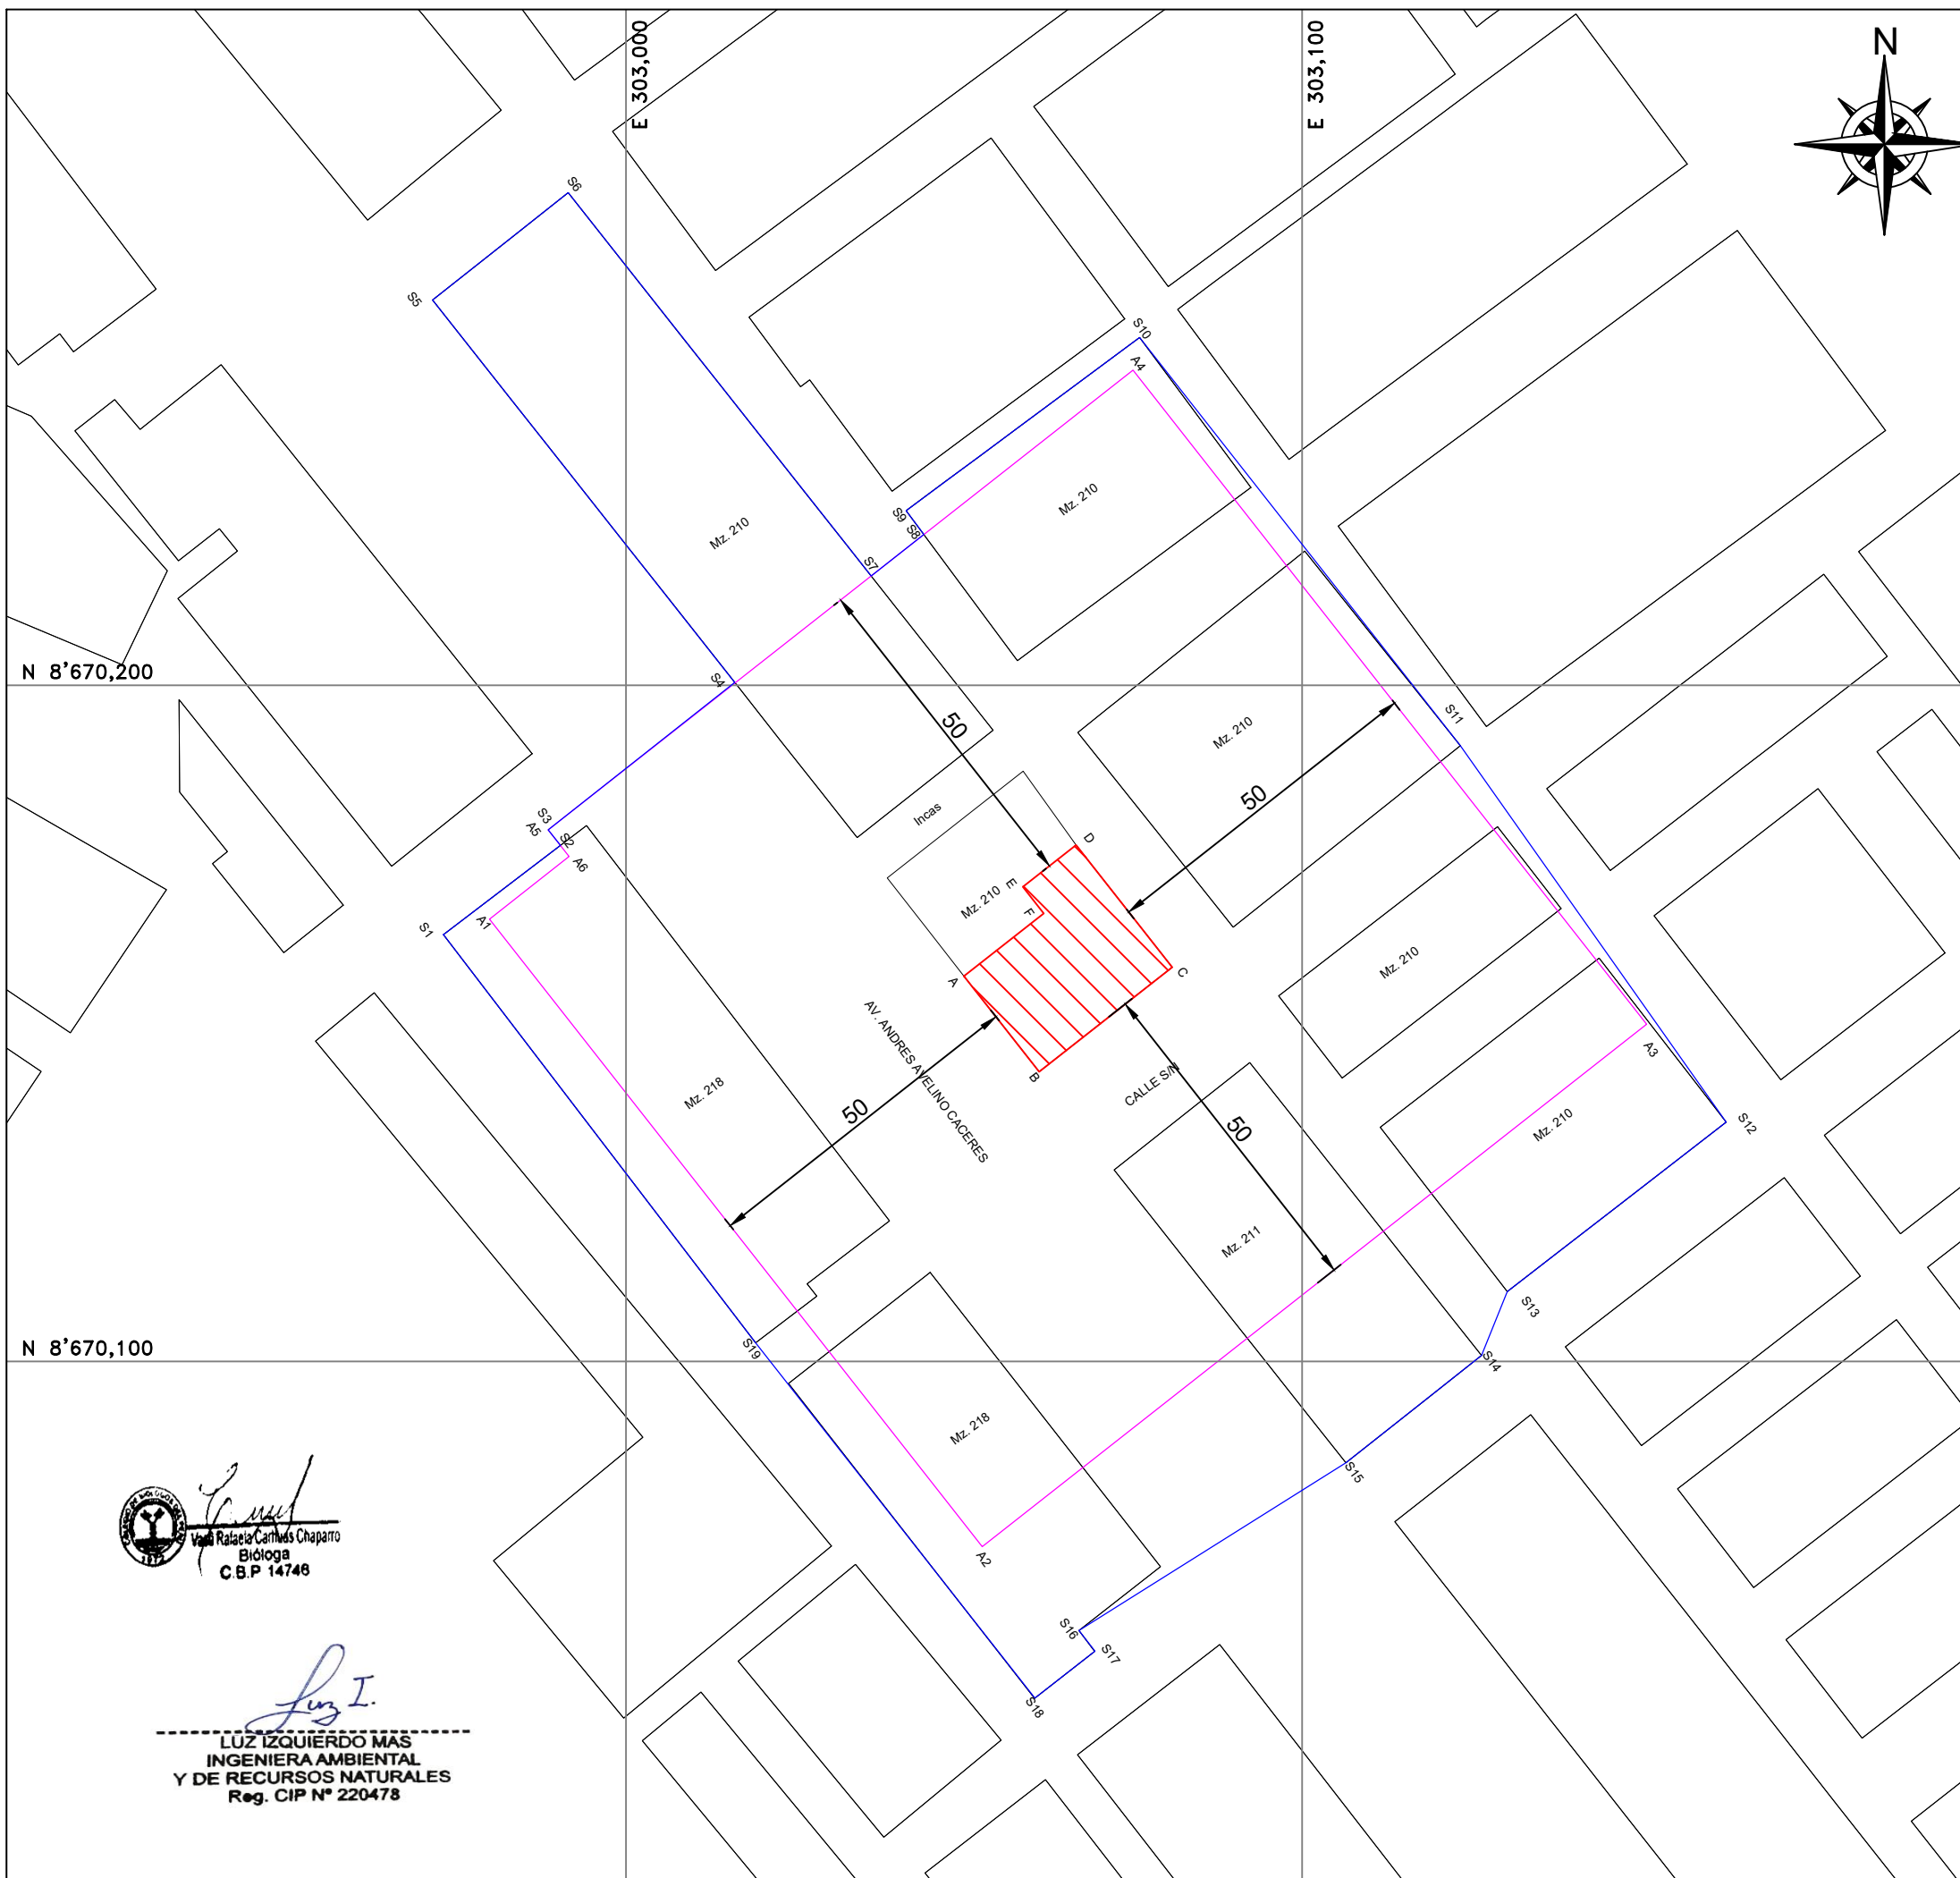 E 303,000
E 303,100
N
S6
S5
S10
A4
Mz. 210
S9
S8
Mz. 210
S7
N 8'670,200
S4
50
S11
Mz. 210
50
S3
A5
S2
A6
Incas
D
E
Mz. 210
F
S1
A1
A
C
Mz. 210
AV. ANDRES AVELINO CACERES
B
CALLE S/N
A3
Mz. 218
50
50
Mz. 210
S12
Mz. 211
S13
N 8'670,100
S19
S14
Mz. 218
S15
A2
S16
S17
S18
Rafaela Chaparro
Bióloga
C.B.P 14746
LUZ IZQUIERDO MAS
INGENIERA AMBIENTAL
Y DE RECURSOS NATURALES
Reg. CIP Nº 220478